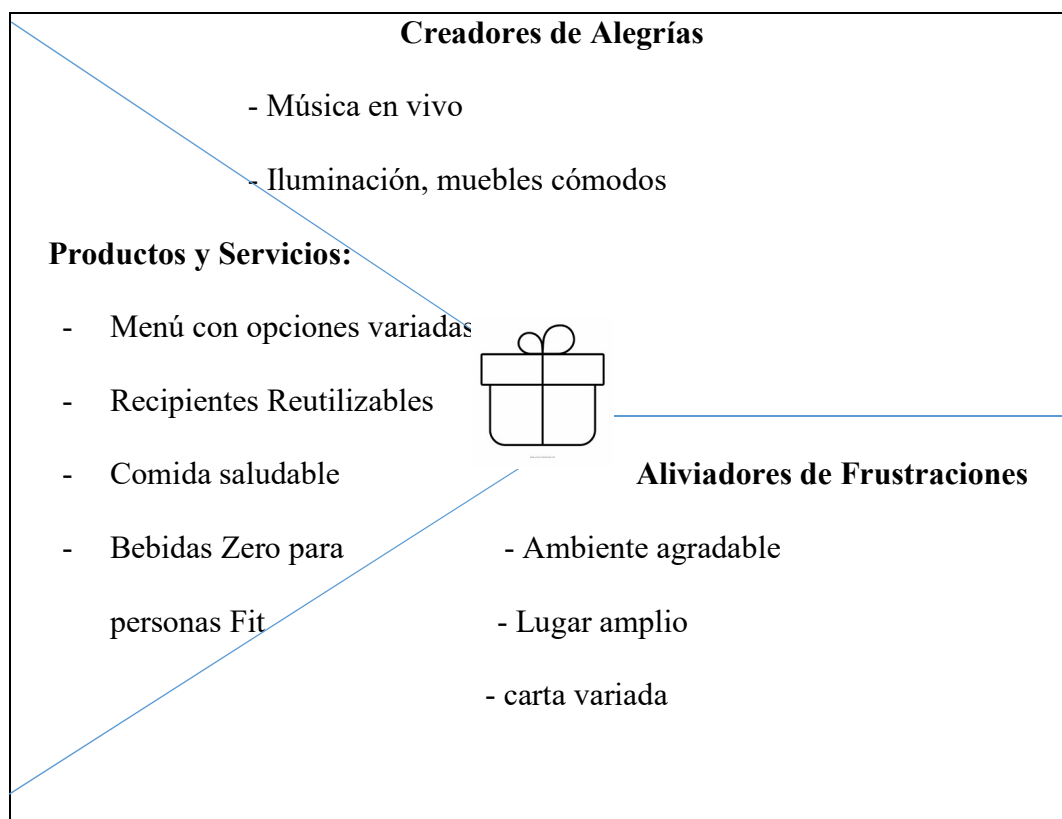 Creadores de Alegrías
- Música en vivo
- Iluminación, muebles cómodos
Productos y Servicios:
- Menú con opciones variadas
- Recipientes Reutilizables
- Comida saludable
- Bebidas Zero para
personas Fit
Aliviadores de Frustraciones
- Ambiente agradable
- Lugar amplio
- carta variada